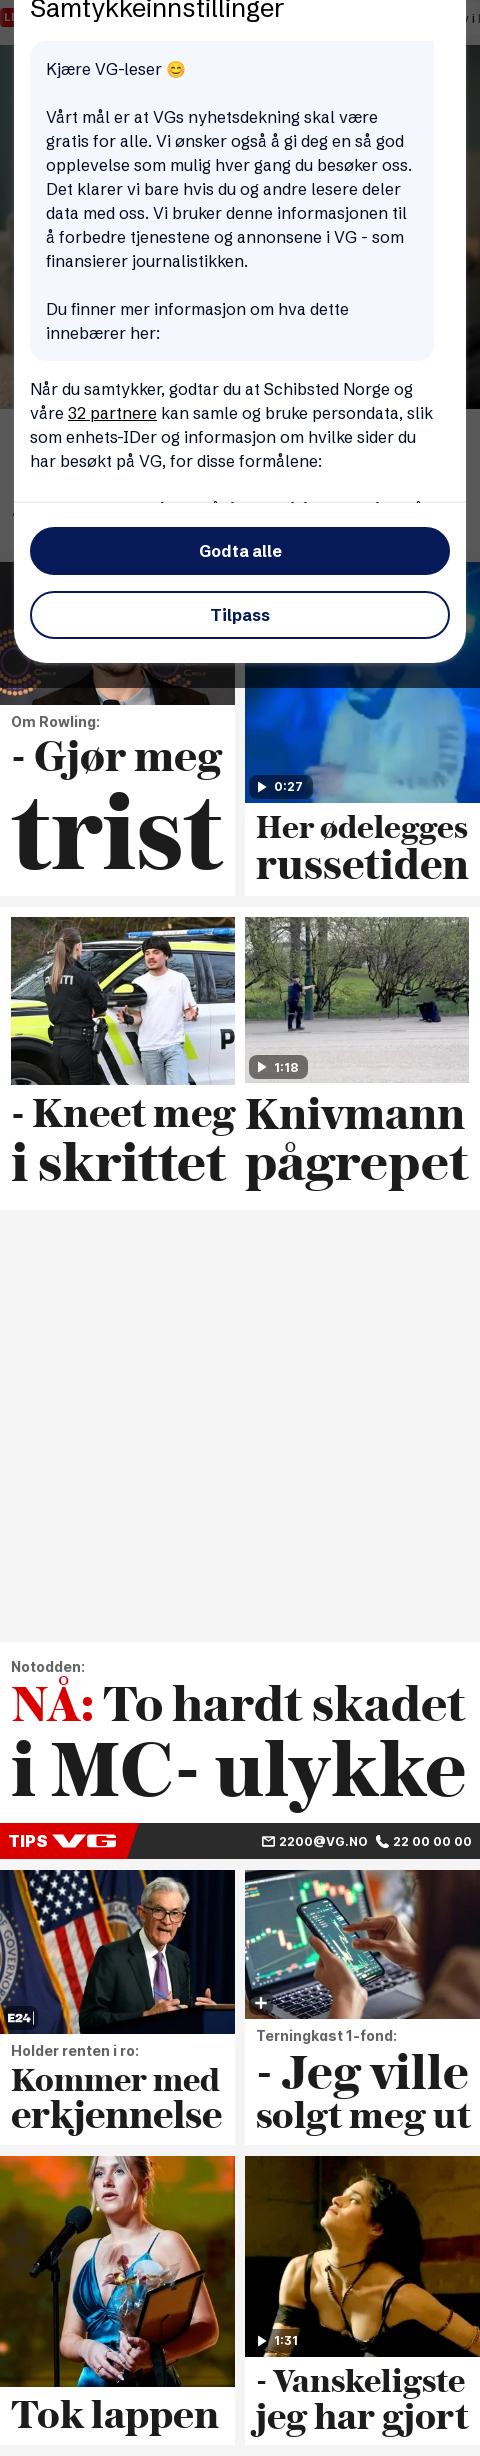 Samtykkeinnstillinger
Kjære VG-leser 😊
Vårt mål er at VGs nyhetsdekning skal være
gratis for alle. Vi ønsker også å gi deg en så god
opplevelse som mulig hver gang du besøker oss.
Det klarer vi bare hvis du og andre lesere deler
data med oss. Vi bruker denne informasjonen til
å forbedre tjenestene og annonsene i VG - som
finansierer journalistikken.
Du finner mer informasjon om hva dette
innebærer her:
Når du samtykker, godtar du at Schibsted Norge og
våre 32 partnere kan samle og bruke persondata, slik
som enhets-IDer og informasjon om hvilke sider du
har besøkt på VG, for disse formålene:
Godta alle
Tilpass
Om Rowling:
- Gjør meg
trist
0:27
Her ødelegges
russetiden
- Kneet meg
i skrittet
1:18
Knivmann
pågrepet
Notodden:
NÅ: To hardt skadet
i MC- ulykke
TIPS VG
2200@VG.NO 22 00 00 00
E24
Holder renten i ro:
Kommer med
erkjennelse
Terningkast 1-fond:
- Jeg ville
solgt meg ut
Tok lappen
1:31
- Vanskeligste
jeg har gjort